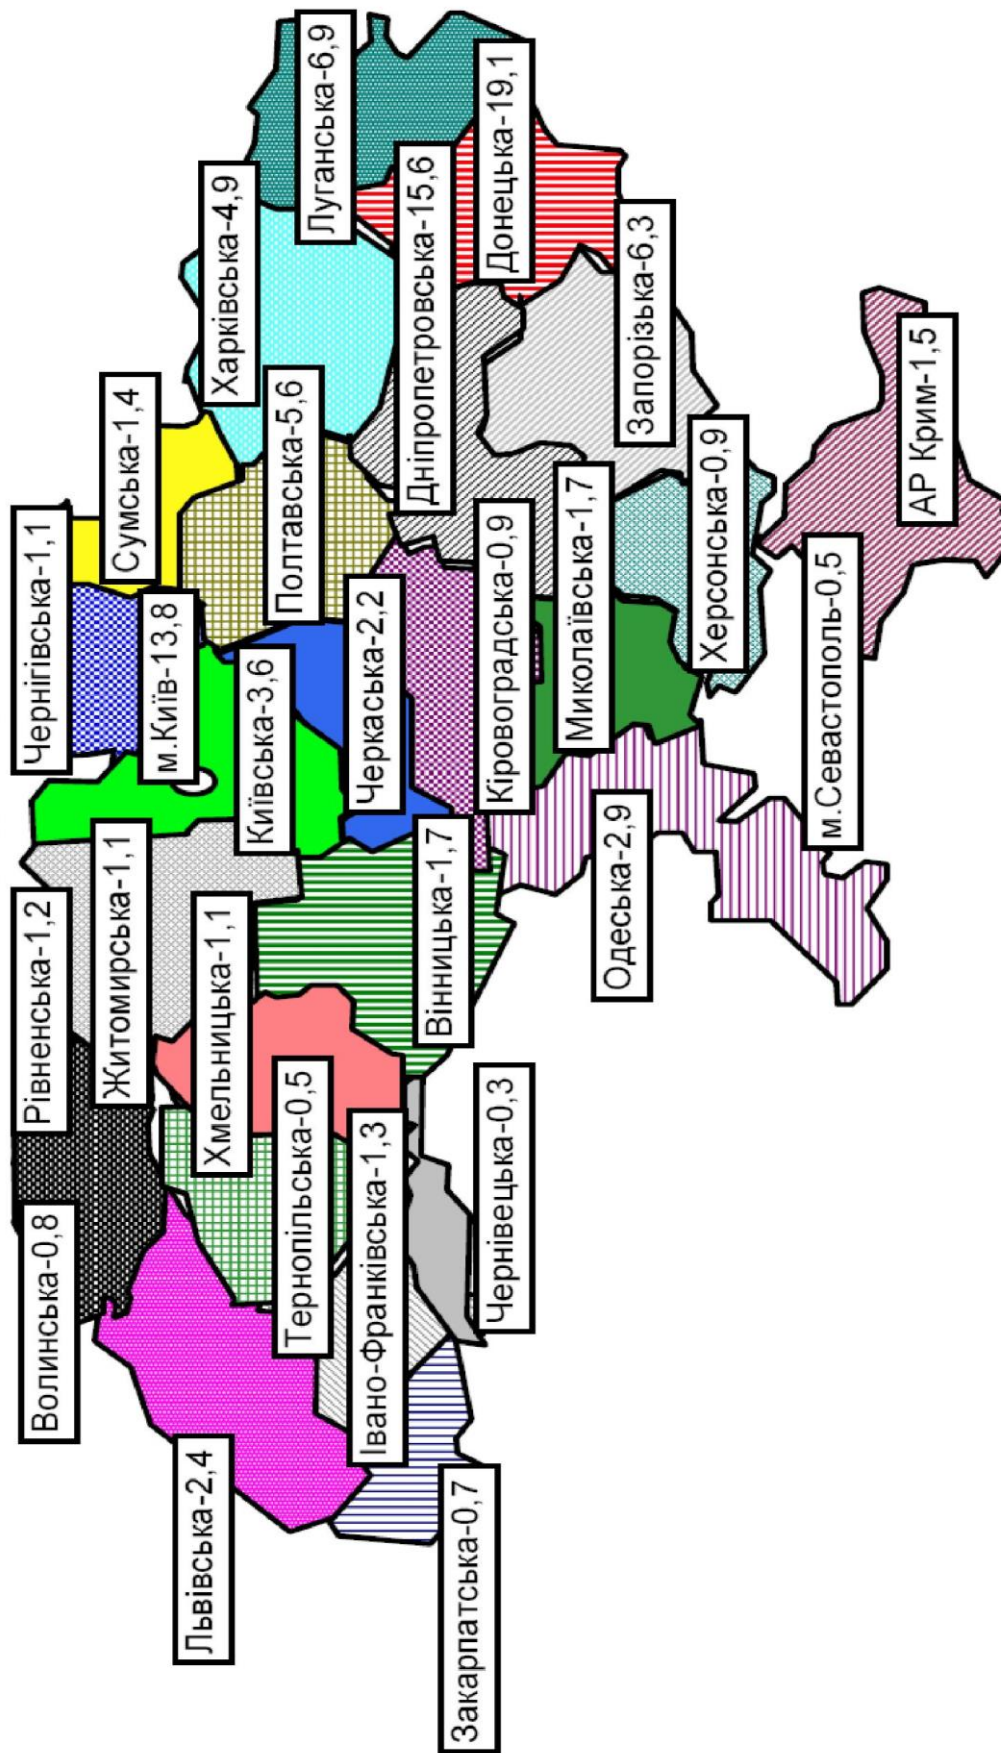 Чернігівська-1,1
Рівненська-1,2
Волинська-0,8
Сумська-1,4
м.Київ-13,8
Житомирська-1,1
Харківська-4,9
Хмельницька-1,1
Львівська-2,4
Луганська-6,9
Полтавська-5,6
Київська-3,6
Тернопільська-0,5
Черкаська-2,2
Івано-Франківська-1,3
Дніпропетровська-15,6
Вінницька-1,7
Закарпатська-0,7
Донецька-19,1
Кіровоградська-0,9
Чернівецька-0,3
Миколаївська-1,7
Одеська-2,9
Запорізька-6,3
Херсонська-0,9
м.Севастополь-0,5
АР Крим-1,5